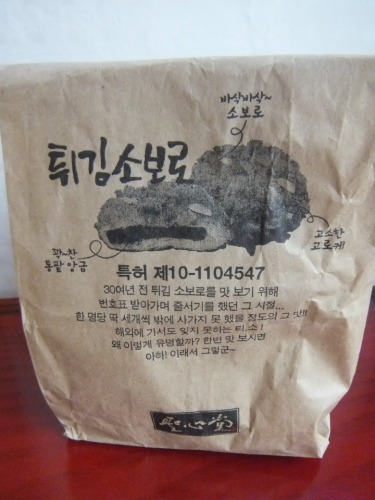 바삭바삭~
소보로
튀김소보로
고소한
고로케
꽉~찬
통팥앙금
특허 제10-1104547
30여년 전 튀김 소보로를 맛 보기 위해
번호표 받아가며 줄서기를 했던 그 시절...
한 명당 딱 세개씩 밖에 사가지 못 했을 정도의 그 맛!!
해외에 가서도 잊지 못하는 튀.소!
왜 이렇게 유명할까? 한번 맛 보시면
아하! 이래서 그렇군~
聖心堂